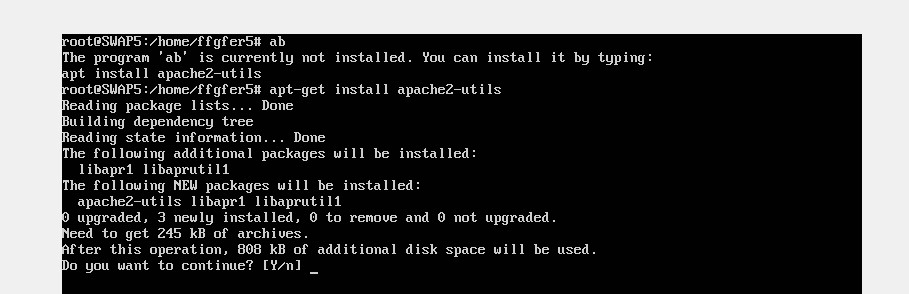 root@SWAP5:/home/ffgfer5# ab
The program 'ab' is currently not installed. You can install it by typing:
apt install apache2-utils
root@SWAP5:/home/ffgfer5# apt-get install apache2-utils
Reading package lists... Done
Building dependency tree
Reading state information... Done
The following additional packages will be installed:
  libapr1 libaprutil1
The following NEW packages will be installed:
  apache2-utils libapr1 libaprutil1
0 upgraded, 3 newly installed, 0 to remove and 0 not upgraded.
Need to get 245 kB of archives.
After this operation, 808 kB of additional disk space will be used.
Do you want to continue? [Y/n] _